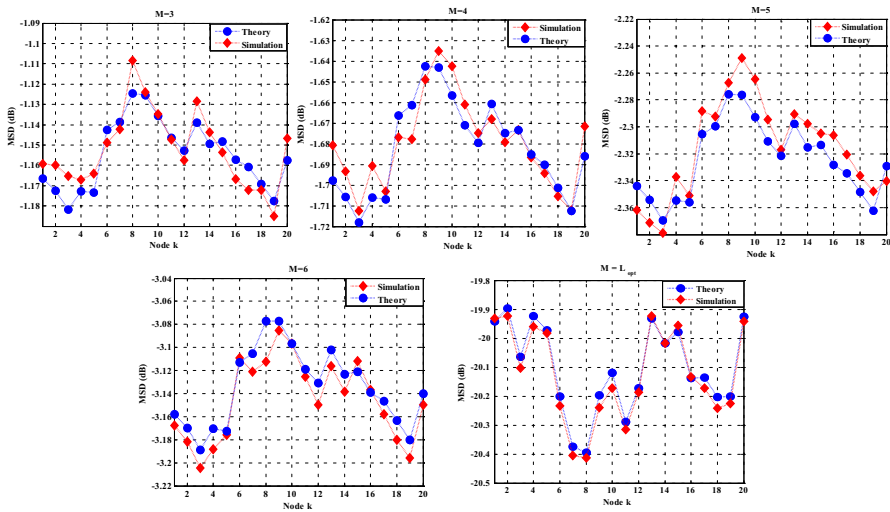 M=3
-1.09
-1.1
-1.11
-1.12
-1.13
-1.14
-1.15
-1.16
-1.17
-1.18
MSD (dB)
2 4 6 8 10 12 14 16 18 20
Node k
Theory
Simulation
M=4
-1.62
-1.63
-1.64
-1.65
-1.66
-1.67
-1.68
-1.69
-1.7
-1.71
-1.72
MSD (dB)
2 4 6 8 10 12 14 16 18 20
Node k
Simulation
Theory
M=5
-2.22
-2.24
-2.26
-2.28
-2.3
-2.32
-2.34
-2.36
MSD (dB)
2 4 6 8 10 12 14 16 18 20
Node k
Simulation
Theory
M=6
-3.04
-3.06
-3.08
-3.1
-3.12
-3.14
-3.16
-3.18
-3.2
-3.22
MSD (dB)
2 4 6 8 10 12 14 16 18 20
Node k
Simulation
Theory
M = L opt
-19.8
-19.9
-20
-20.1
-20.2
-20.3
-20.4
-20.5
MSD (dB)
2 4 6 8 10 12 14 16 18 20
Node k
Theory
Simulation